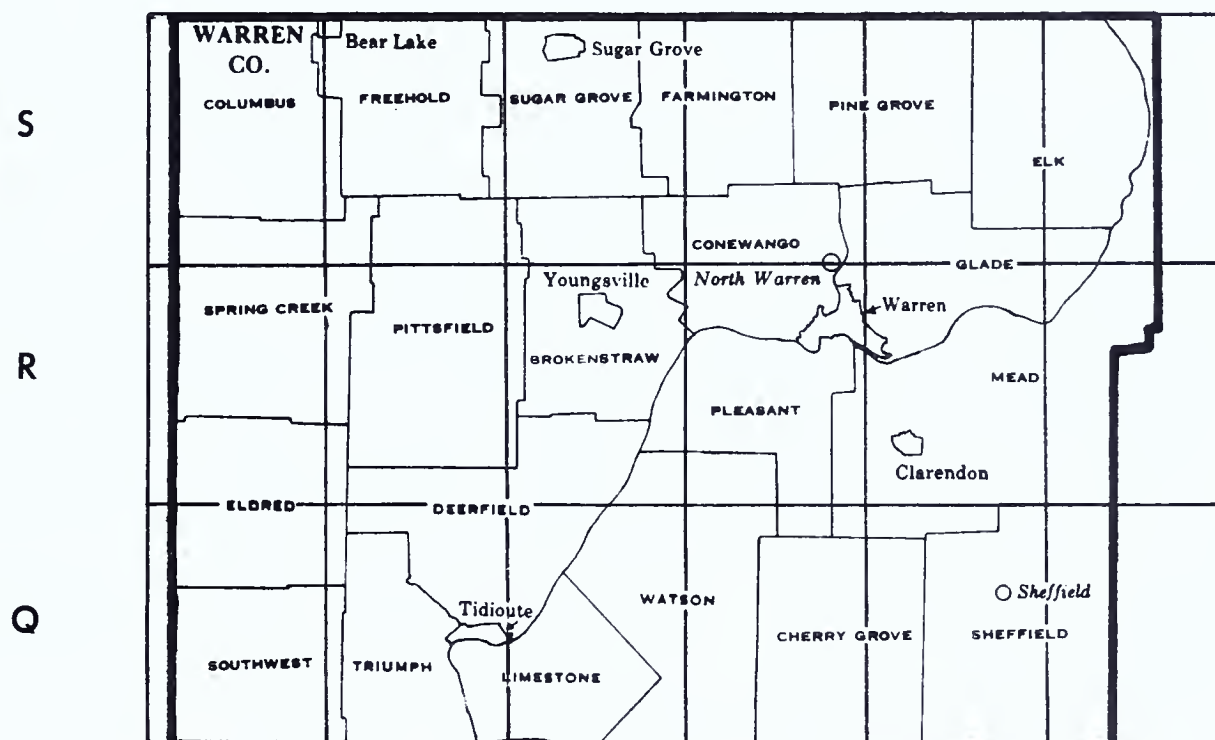 WARREN
CO.
Bear Lake
Sugar Grove
S
COLUMBUS
FREEHOLD
SUGAR GROVE
FARMINGTON
PINE GROVE
ELK
CONEWANGO
GLADE
North Warren
Youngsville
Warren
SPRING CREEK
PITTSFIELD
BROKENSTRAW
R
MEAD
PLEASANT
Clarendon
ELDRED
DEERFIELD
Sheffield
WATSON
Tidioute
Q
CHERRY GROVE
SHEFFIELD
SOUTHWEST
TRIUMPH
LIMESTONE